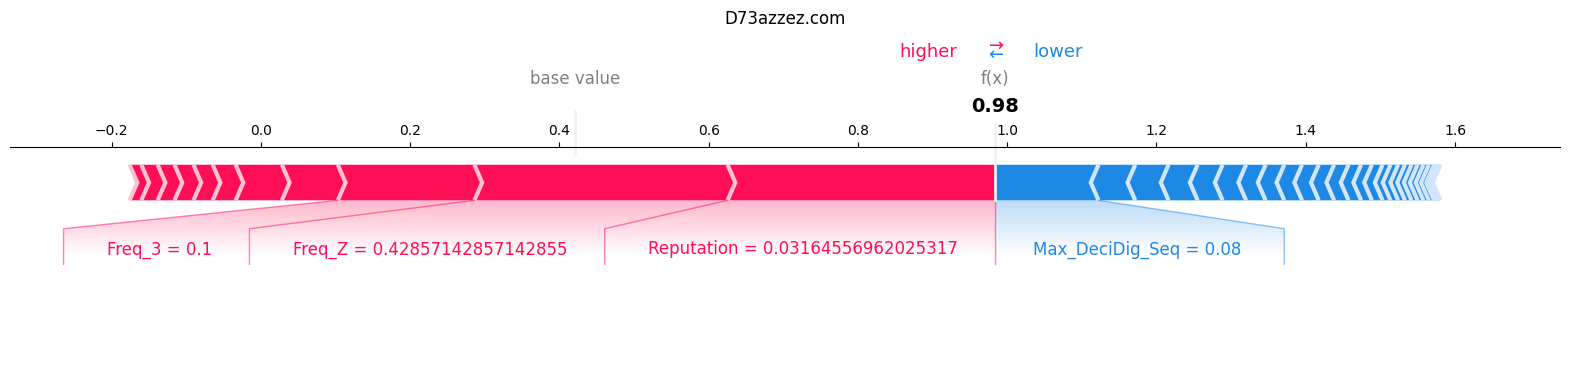 D73azzez.com
higher ⇄ lower
base value f(x)
0.98
−0.2 0.0 0.2 0.4 0.6 0.8 1.0 1.2 1.4 1.6
Freq_3 = 0.1 Freq_Z = 0.42857142857142855 Reputation = 0.03164556962025317 Max_DeciDig_Seq = 0.08